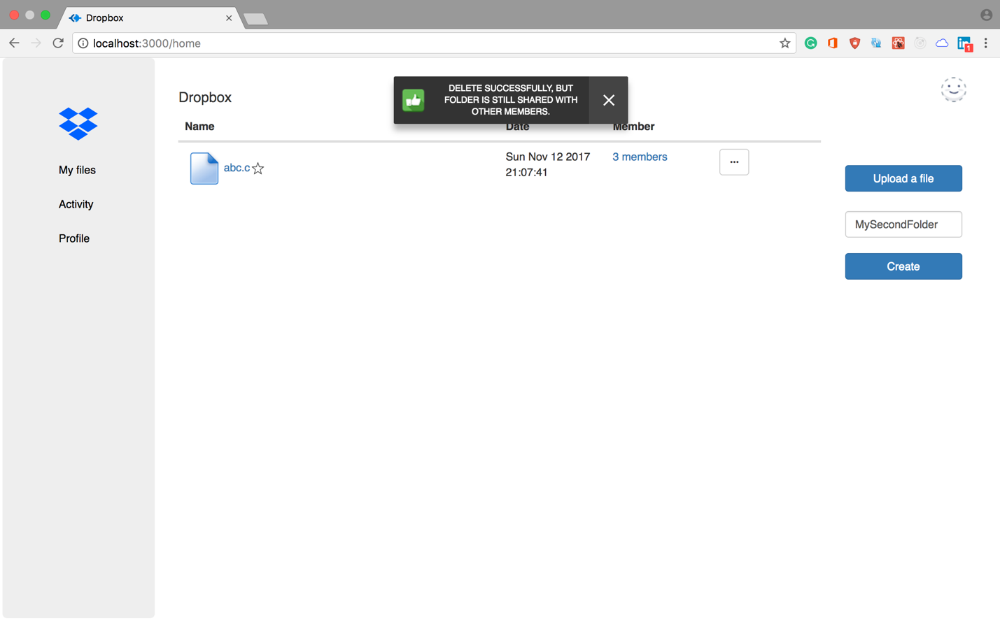 Dropbox
localhost:3000/home
1
Dropbox
DELETE SUCCESSFULLY, BUT
FOLDER IS STILL SHARED WITH
OTHER MEMBERS.
Name
Date
Member
abc.c
Sun Nov 12 2017
21:07:41
3 members
...
My files
Activity
Profile
Upload a file
MySecondFolder
Create